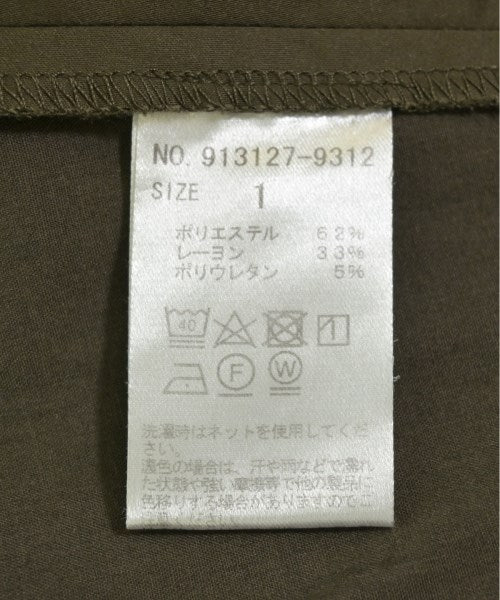 NO. 913127-9312
SIZE 1
ポリエステル 62%
レーヨン 33%
ポリウレタン 5%
40 1
F W
洗濯時はネットを使用してくだ
さい。
濃色の場合は、汗や雨などで濡れ
た状態や強い摩擦等で他の製品に
色移りする場合がありますのでご